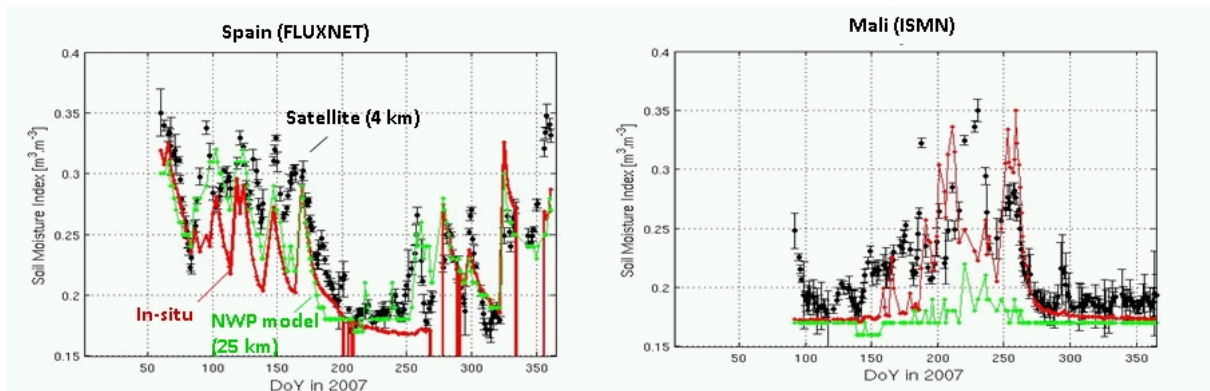 Spain (FLUXNET)
0.4
0.35
0.3
0.25
0.2
0.15
Soil Moisture Index [m³.m⁻³]
Satellite (4 km)
In-situ
NWP model
(25 km)
50 100 150 200 250 300 350
DoY in 2007
Mali (ISMN)
0.4
0.35
0.3
0.25
0.2
0.15
Soil Moisture Index [m³.m⁻³]
50 100 150 200 250 300 350
DoY in 2007